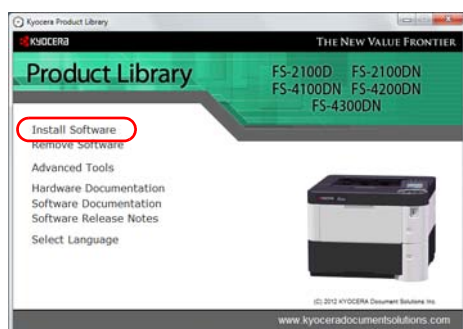 Kyocera Product Library
KYOCERA
THE NEW VALUE FRONTIER
Product Library
FS-2100D FS-2100DN
FS-4100DN FS-4200DN
FS-4300DN
Install Software
Remove Software
Advanced Tools
Hardware Documentation
Software Documentation
Software Release Notes
Select Language
(C) 2012 KYOCERA Document Solutions Inc.
www.kyoceradocumentsolutions.com